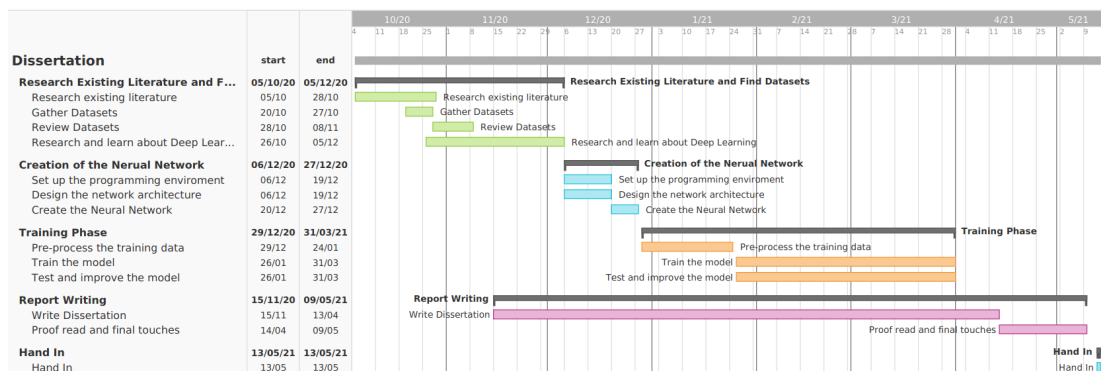 10/20 11/20 12/20 1/21 2/21 3/21 4/21 5/21
4 11 18 25 1 8 15 22 29 6 13 20 27 3 10 17 24 31 7 14 21 28 7 14 21 28 4 11 18 25 2 9
Dissertation start end
Research Existing Literature and F... 05/10/20 05/12/20 Research Existing Literature and Find Datasets
Research existing literature 05/10 28/10 Research existing literature
Gather Datasets 20/10 27/10 Gather Datasets
Review Datasets 28/10 08/11 Review Datasets
Research and learn about Deep Lear... 26/10 05/12 Research and learn about Deep Learning
Creation of the Nerual Network 06/12/20 27/12/20 Creation of the Nerual Network
Set up the programming enviroment 06/12 19/12 Set up the programming enviroment
Design the network architecture 06/12 19/12 Design the network architecture
Create the Neural Network 20/12 27/12 Create the Neural Network
Training Phase 29/12/20 31/03/21 Training Phase
Pre-process the training data 29/12 24/01 Pre-process the training data
Train the model 26/01 31/03 Train the model
Test and improve the model 26/01 31/03 Test and improve the model
Report Writing 15/11/20 09/05/21 Report Writing
Write Dissertation 15/11 13/04 Write Dissertation
Proof read and final touches 14/04 09/05 Proof read and final touches
Hand In 13/05/21 13/05/21 Hand In
Hand In 13/05 13/05 Hand In